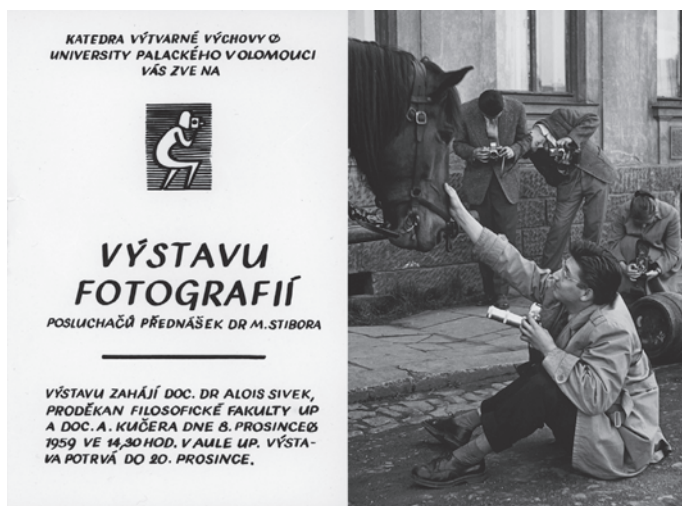 KATEDRA VÝTVARNÉ VÝCHOVY
UNIVERSITY PALACKÉHO V OLOMOUCI
VÁS ZVE NA
VÝSTAVU
FOTOGRAFIÍ
POSLUCHAČŮ PŘEDNÁŠEK DR M. STIBORA
VÝSTAVU ZAHÁJÍ DOC. DR ALOIS SIVEK,
PRODĚKAN FILOSOFICKÉ FAKULTY UP
A DOC. A. KUČERA DNE 8. PROSINCE
1959 VE 14,30 HOD. V AULE UP. VÝSTA-
VA POTRVÁ DO 20. PROSINCE.